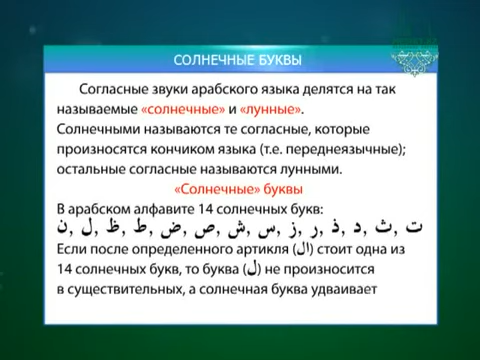 СОЛНЕЧНЫЕ БУКВЫ
Согласные звуки арабского языка делятся на так
называемые «солнечные» и «лунные».
Солнечными называются те согласные, которые
произносятся кончиком языка (т.е. переднеязычные);
остальные согласные называются лунными.
«Солнечные» буквы
В арабском алфавите 14 солнечных букв:
ت, ث, د, ذ, ر, ز, س, ش, ص, ض, ط, ظ, ل, ن
Если после определенного артикля (ال) стоит одна из
14 солнечных букв, то буква (ل) не произносится
в существительных, а солнечная буква удваивает